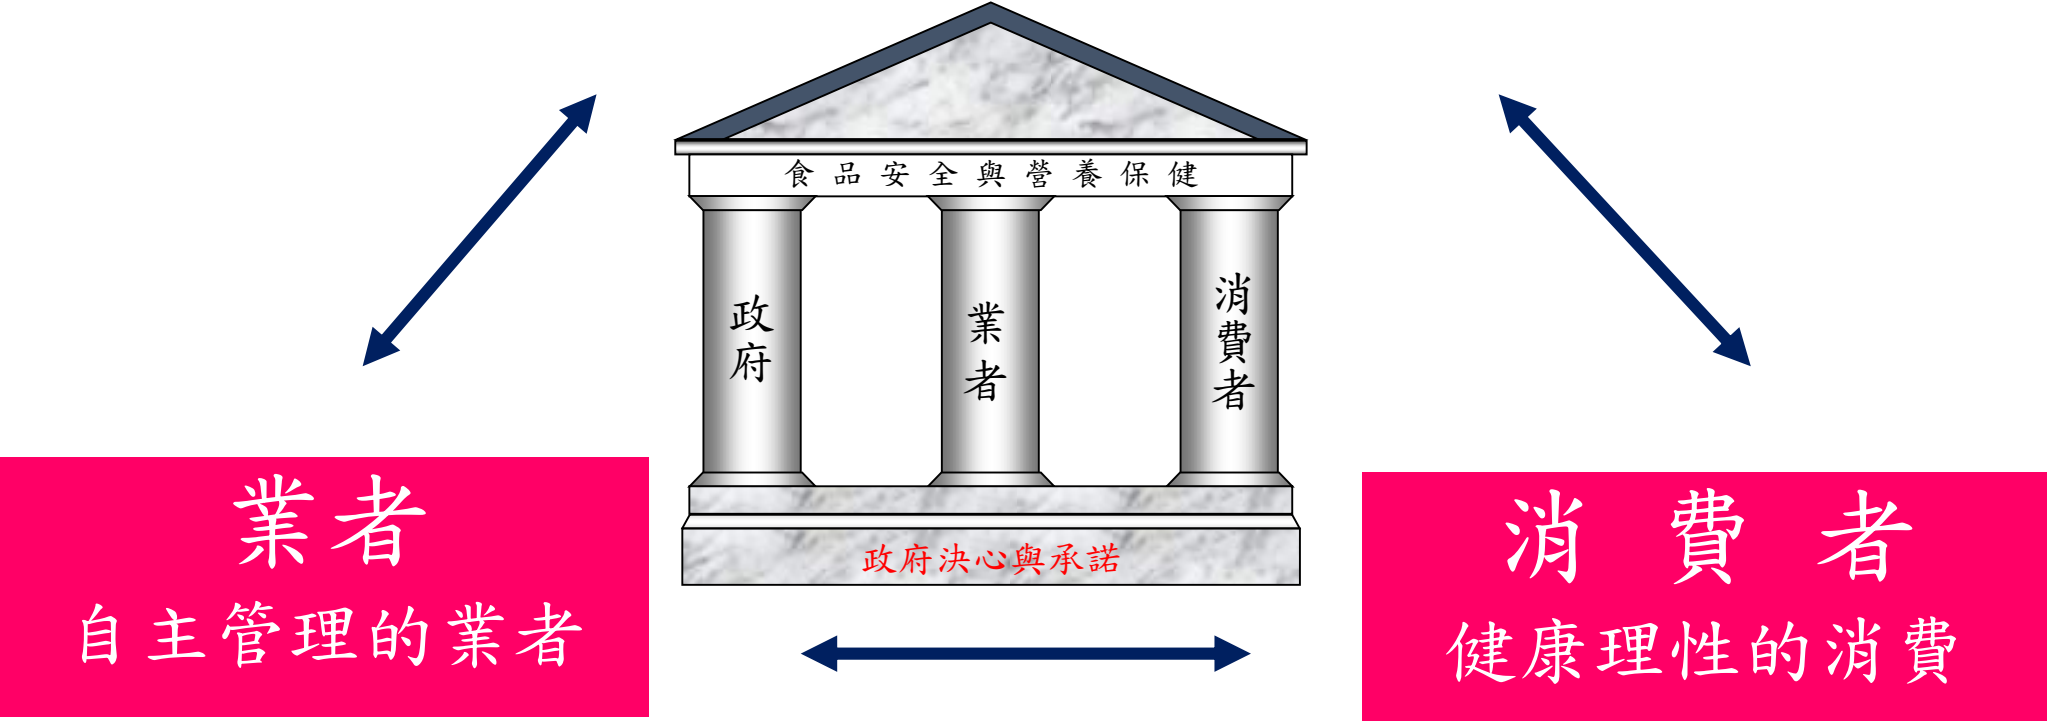 食品安全與營養保健
政府
業者
消費者
政府決心與承諾
業者
自主管理的業者
消費者
健康理性的消費